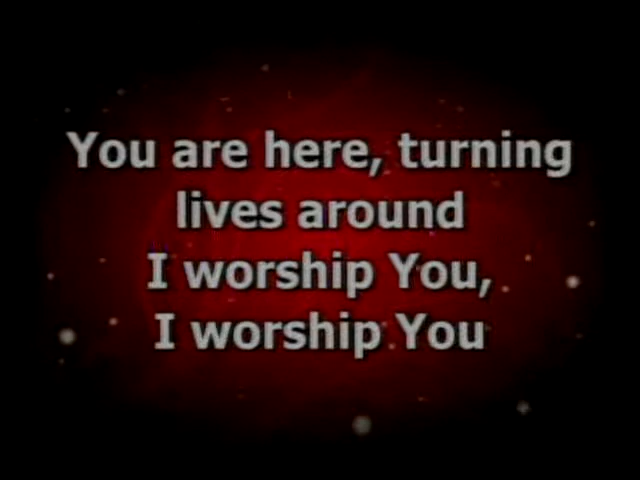 You are here, turning
lives around
I worship You,
I worship You